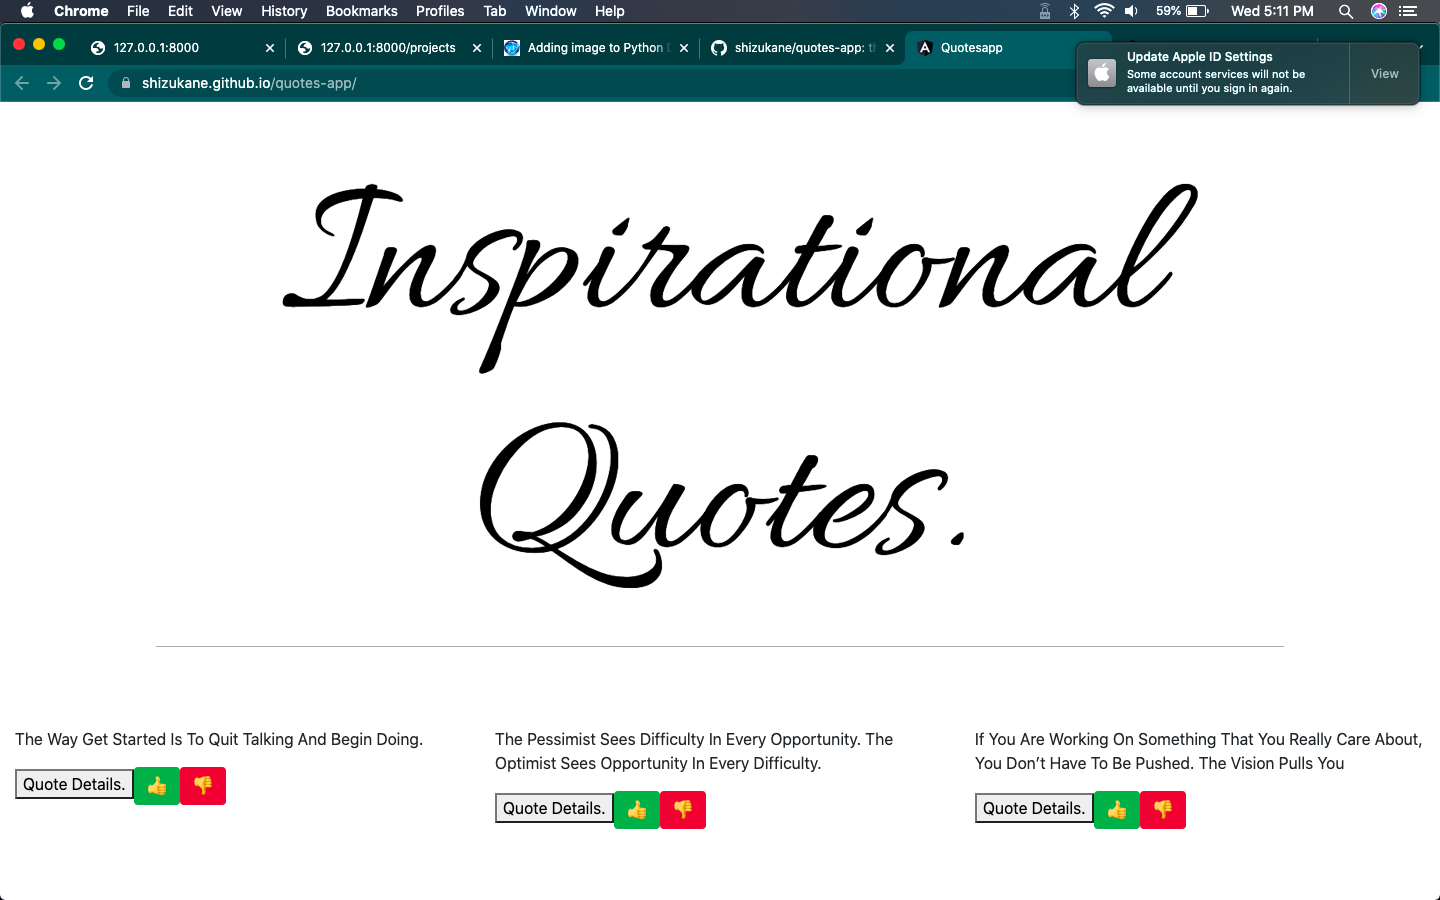 Chrome File Edit View History Bookmarks Profiles Tab Window Help 59% Wed 5:11 PM
127.0.0.1:8000
127.0.0.1:8000/projects
Adding image to Python
shizukane/quotes-app:
Quotesapp
shizukane.github.io/quotes-app/
Update Apple ID Settings
Some account services will not be
available until you sign in again.
View
Inspirational
Quotes.
The Way Get Started Is To Quit Talking And Begin Doing.
Quote Details.
The Pessimist Sees Difficulty In Every Opportunity. The
Optimist Sees Opportunity In Every Difficulty.
Quote Details.
If You Are Working On Something That You Really Care About,
You Don’t Have To Be Pushed. The Vision Pulls You
Quote Details.